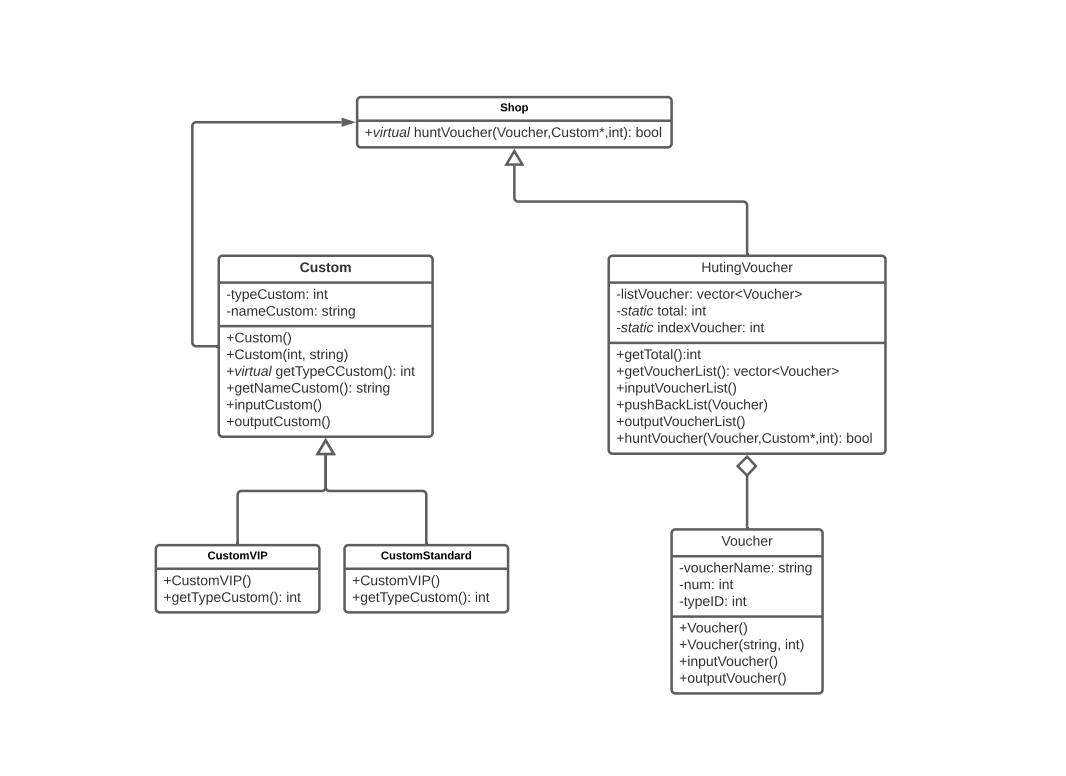 Shop
+virtual huntVoucher(Voucher,Custom*,int): bool
Custom
-typeCustom: int
-nameCustom: string
+Custom()
+Custom(int, string)
+virtual getTypeCCustom(): int
+getNameCustom(): string
+inputCustom()
+outputCustom()
HutingVoucher
-listVoucher: vector<Voucher>
-static total: int
-static indexVoucher: int
+getTotal():int
+getVoucherList(): vector<Voucher>
+inputVoucherList()
+pushBackList(Voucher)
+outputVoucherList()
+huntVoucher(Voucher,Custom*,int): bool
CustomVIP
+CustomVIP()
+getTypeCustom(): int
CustomStandard
+CustomVIP()
+getTypeCustom(): int
Voucher
-voucherName: string
-num: int
-typeID: int
+Voucher()
+Voucher(string, int)
+inputVoucher()
+outputVoucher()